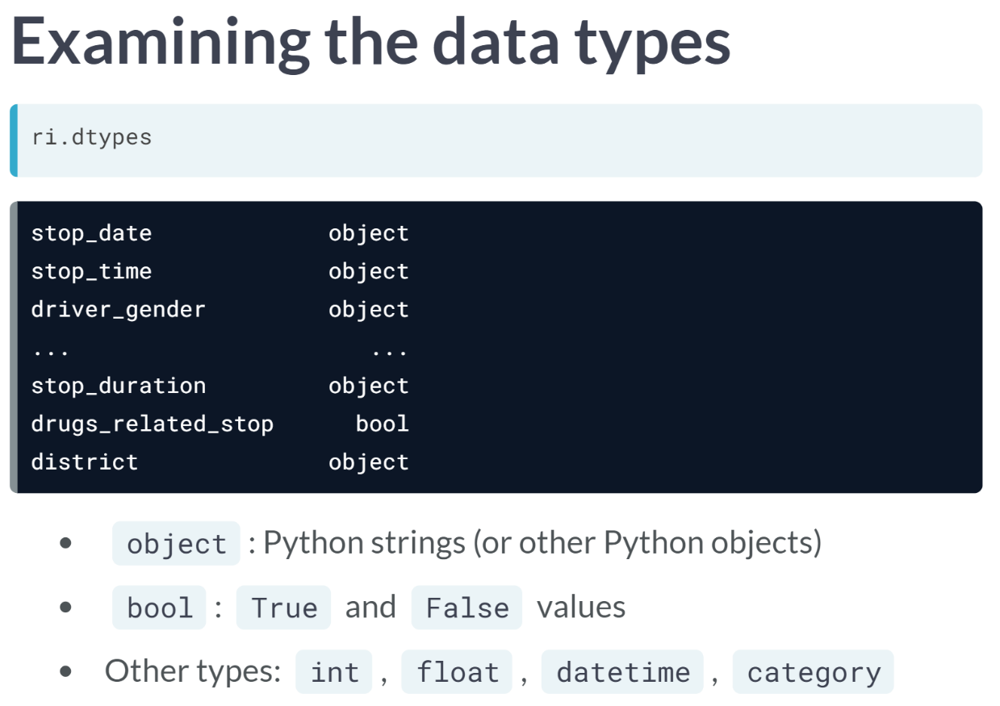 Examining the data types
ri.dtypes
stop_date object
stop_time object
driver_gender object
... ...
stop_duration object
drugs_related_stop bool
district object
• object : Python strings (or other Python objects)
• bool : True and False values
• Other types: int , float , datetime , category